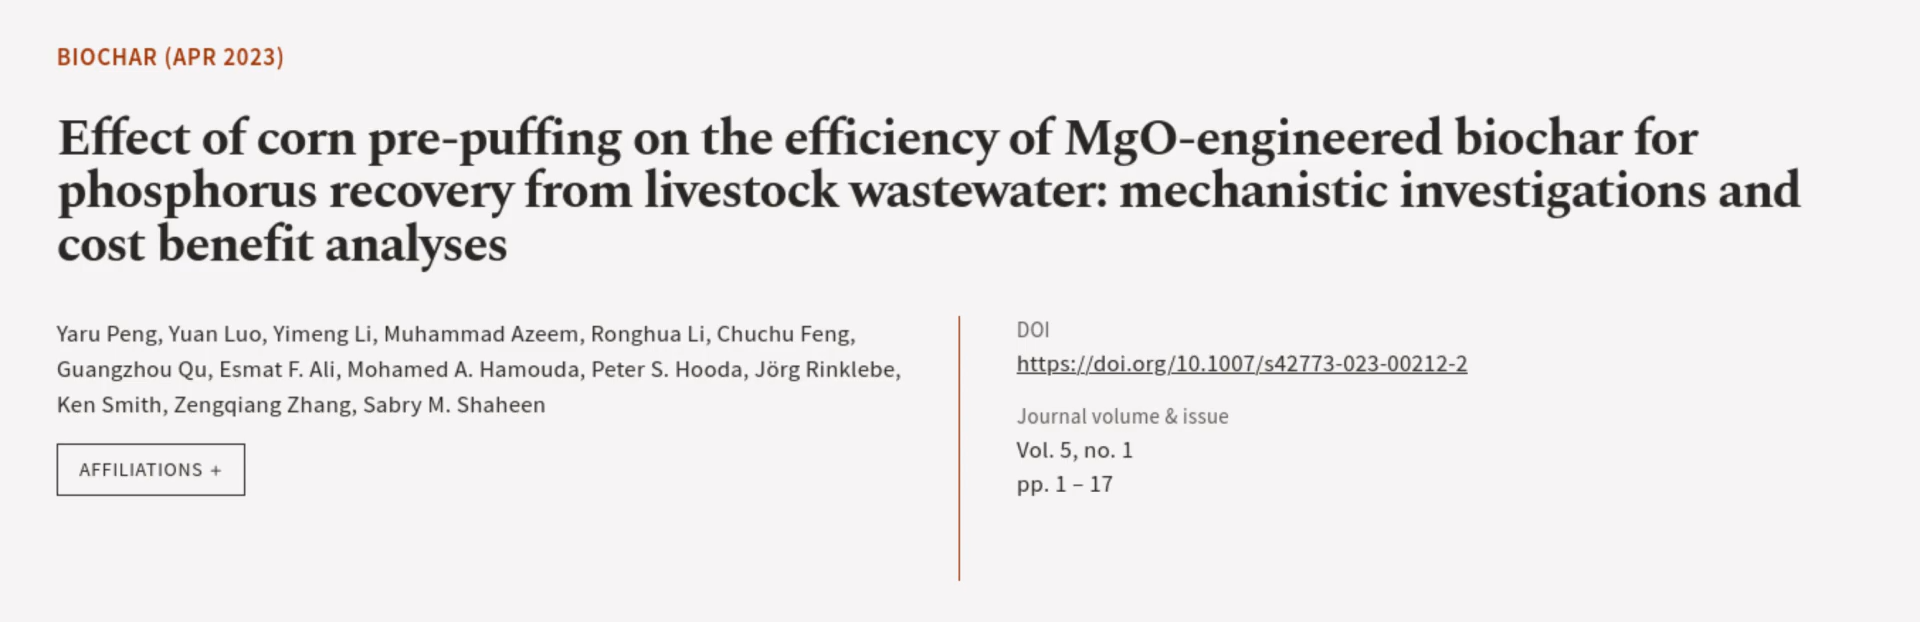 BIOCHAR (APR 2023)
Effect of corn pre-puffing on the efficiency of MgO-engineered biochar for
phosphorus recovery from livestock wastewater: mechanistic investigations and
cost benefit analyses
Yaru Peng, Yuan Luo, Yimeng Li, Muhammad Azeem, Ronghua Li, Chuchu Feng,
Guangzhou Qu, Esmat F. Ali, Mohamed A. Hamouda, Peter S. Hooda, Jörg Rinklebe,
Ken Smith, Zengqiang Zhang, Sabry M. Shaheen
AFFILIATIONS +
DOI
https://doi.org/10.1007/s42773-023-00212-2
Journal volume & issue
Vol. 5, no. 1
pp. 1 – 17